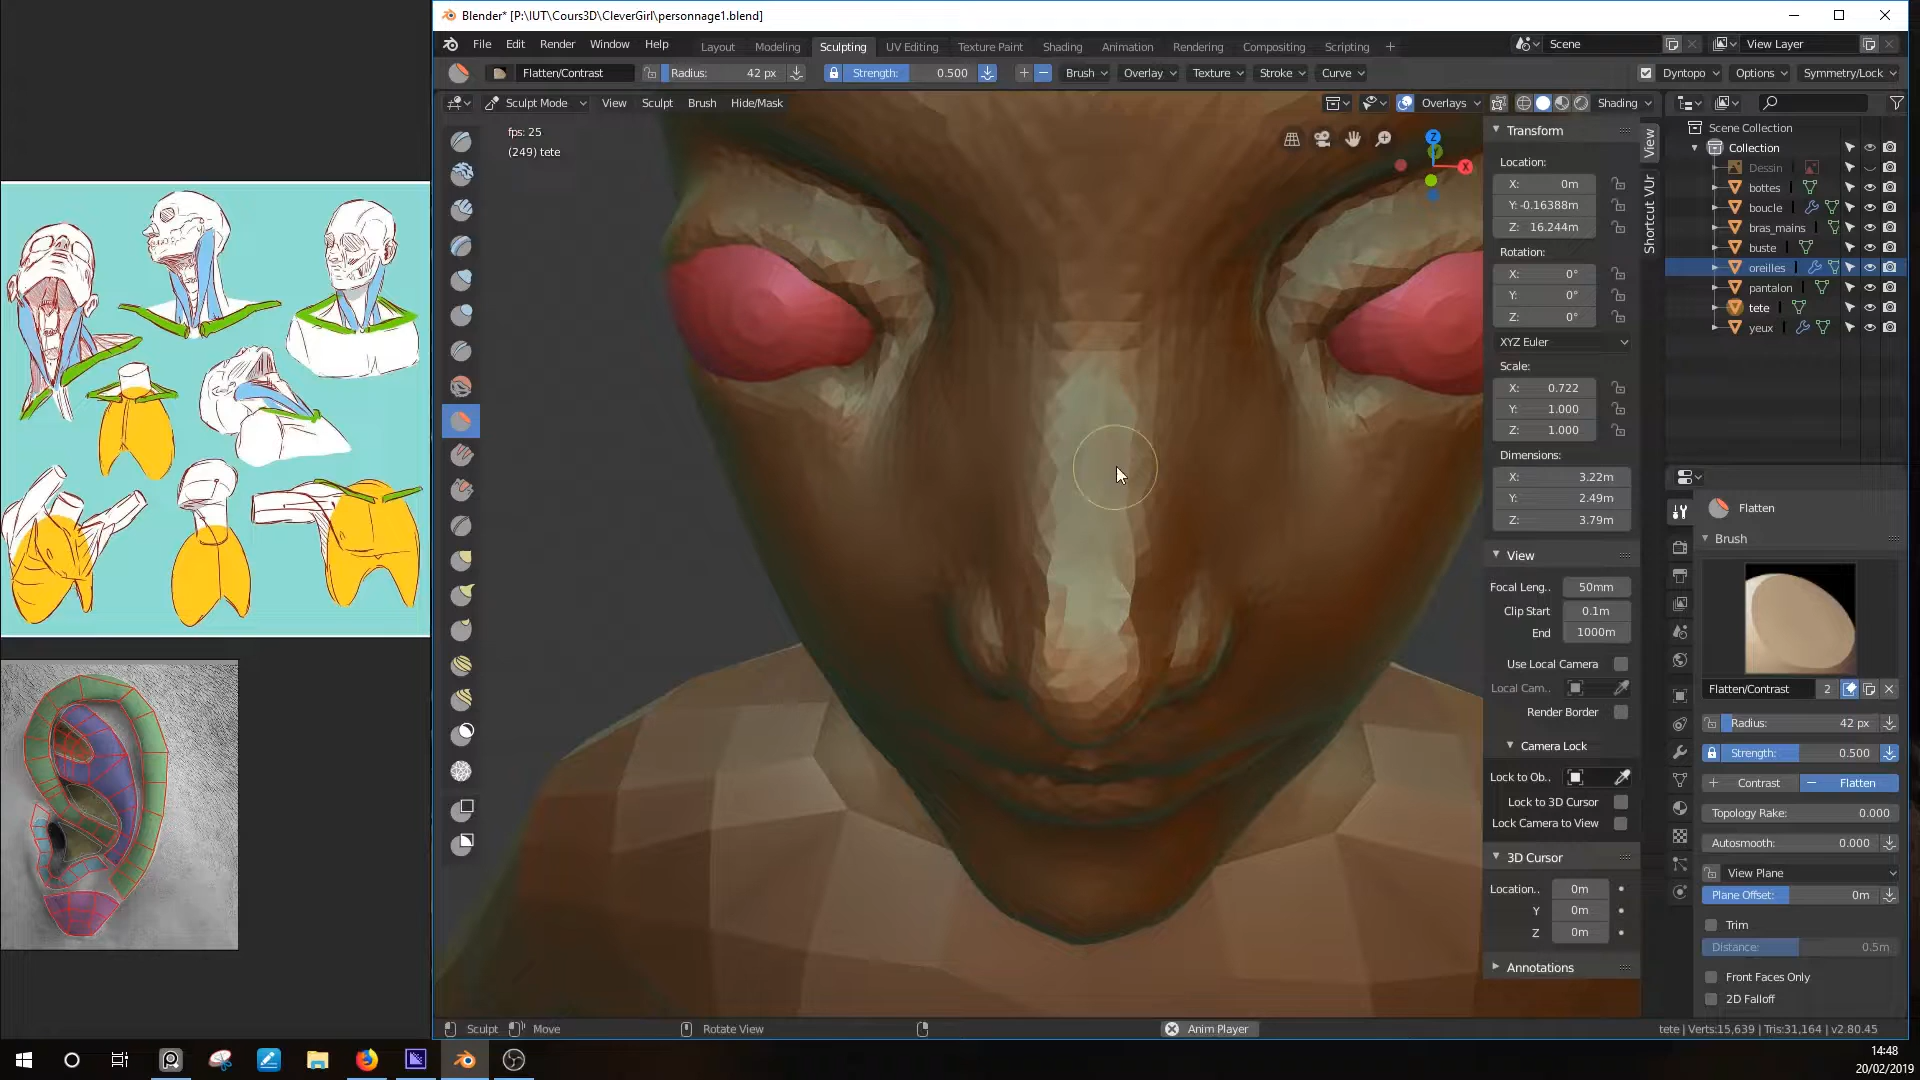 Blender* [P:\IUT\Cours3D\CleverGirl\personnage1.blend]
File Edit Render Window Help Layout Modeling Sculpting UV Editing Texture Paint Shading Animation Rendering Compositing Scripting + Scene View Layer
Flatten/Contrast Radius: 42 px Strength: 0.500 Brush Overlay Texture Stroke Curve Dyntopo Options Symmetry/Lock
Sculpt Mode View Sculpt Brush Hide/Mask Overlays Shading
fps: 25
(249) tete
Z
X
Transform
Location:
X: 0m
Y: -0.16388m
Z: 16.244m
Rotation:
X: 0°
Y: 0°
Z: 0°
XYZ Euler
Scale:
X: 0.722
Y: 1.000
Z: 1.000
Dimensions:
X: 3.22m
Y: 2.49m
Z: 3.79m
View
Focal Leng.. 50mm
Clip Start 0.1m
End 1000m
Use Local Camera
Local Cam..
Render Border
Camera Lock
Lock to Ob..
Lock to 3D Cursor
Lock Camera to View
3D Cursor
Location.. 0m
Y 0m
Z 0m
Annotations
View
Shortcut VUr
Scene Collection
Collection
Dessin
bottes
boucle
bras_mains
buste
oreilles
pantalon
tete
yeux
Flatten
Brush
Flatten/Contrast 2
Radius: 42 px
Strength: 0.500
Contrast Flatten
Topology Rake: 0.000
Autosmooth: 0.000
View Plane
Plane Offset: 0m
Trim
Distance: 0.5m
Front Faces Only
2D Falloff
Sculpt Move Rotate View Anim Player tete | Verts:15,639 | Tris:31,164 | v2.80.45
14:48
20/02/2019